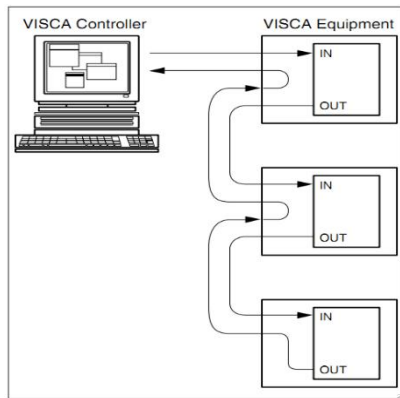 VISCA Controller
VISCA Equipment
IN
OUT
IN
OUT
IN
OUT